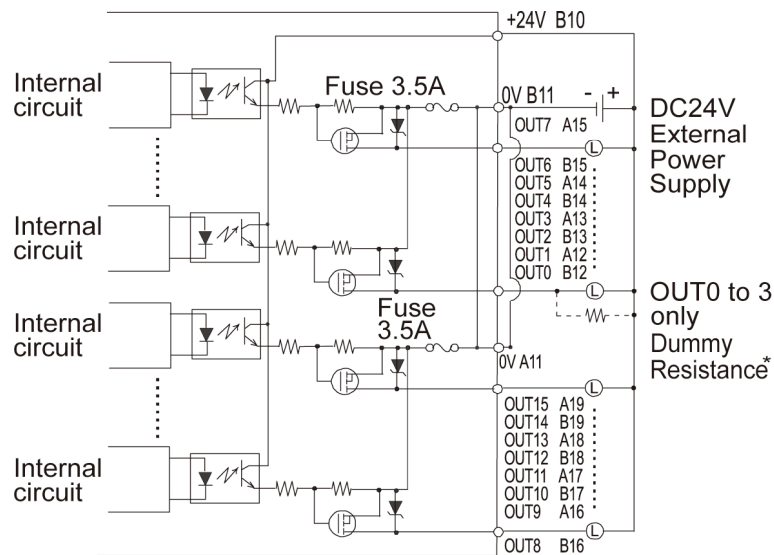 +24V B10
Internal
circuit
Fuse 3.5A
0V B11
- +
OUT7 A15
L
DC24V
External
Power
Supply
OUT6 B15
OUT5 A14
OUT4 B14
OUT3 A13
OUT2 B13
OUT1 A12
OUT0 B12
Internal
circuit
L
OUT0 to 3
only
Dummy
Resistance*
Fuse
3.5A
Internal
circuit
0V A11
L
OUT15 A19
OUT14 B19
OUT13 A18
OUT12 B18
OUT11 A17
OUT10 B17
OUT9 A16
Internal
circuit
L
OUT8 B16